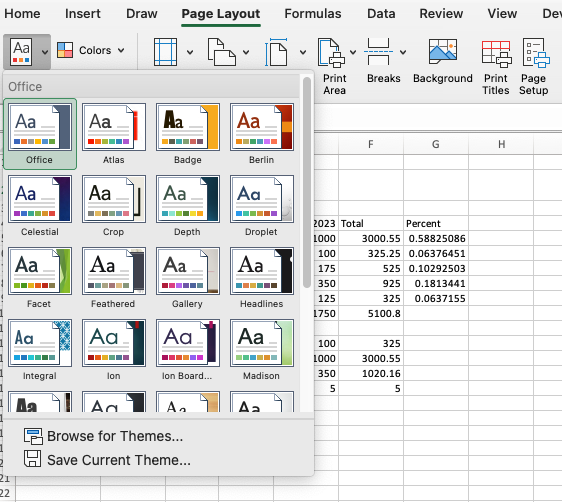 Home Insert Draw Page Layout Formulas Data Review View Dev
Aa Colors
Print Area Breaks Background Print Titles Page Setup
Office
F G H
Aa Aa Aa Aa
Office Atlas Badge Berlin
Aa Aa Aa Aa
Celestial Crop Depth Droplet
Aa Aa Aa Aa
Facet Feathered Gallery Headlines
Aa Aa Aa Aa
Integral Ion Ion Board... Madison
Aa Aa Aa Aa
2023 Total Percent
1000 3000.55 0.58825086
100 325.25 0.06376451
175 525 0.10292503
350 925 0.1813441
125 325 0.0637155
1750 5100.8
100 325
1000 3000.55
350 1020.16
5 5
Browse for Themes...
Save Current Theme...
21
22